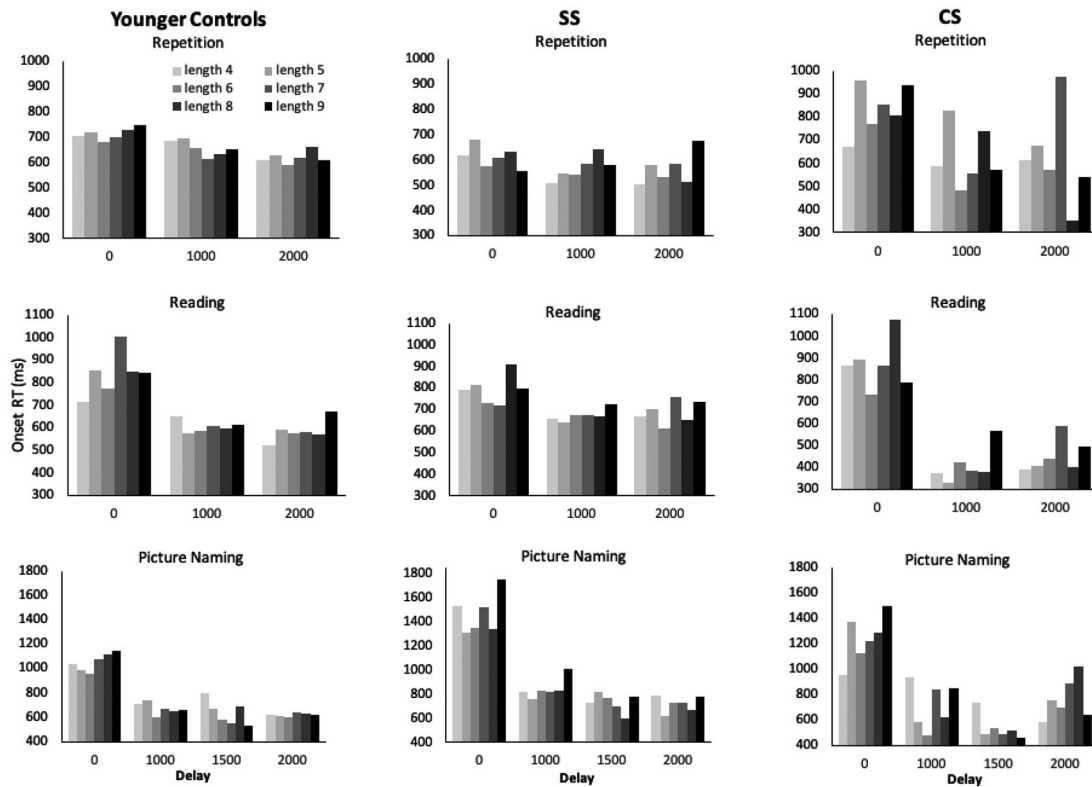 Younger Controls
Repetition
1000
900
800
700
600
500
400
300
length 4 length 5
length 6 length 7
length 8 length 9
0 1000 2000
SS
Repetition
1000
900
800
700
600
500
400
300
0 1000 2000
CS
Repetition
1000
900
800
700
600
500
400
300
0 1000 2000
Reading
Onset RT (ms)
1100
1000
900
800
700
600
500
400
300
0 1000 2000
Reading
1100
1000
900
800
700
600
500
400
300
0 1000 2000
Reading
1100
1000
900
800
700
600
500
400
300
0 1000 2000
Picture Naming
1800
1600
1400
1200
1000
800
600
400
0 1000 1500 2000
Delay
Picture Naming
1800
1600
1400
1200
1000
800
600
400
0 1000 1500 2000
Delay
Picture Naming
1800
1600
1400
1200
1000
800
600
400
0 1000 1500 2000
Delay